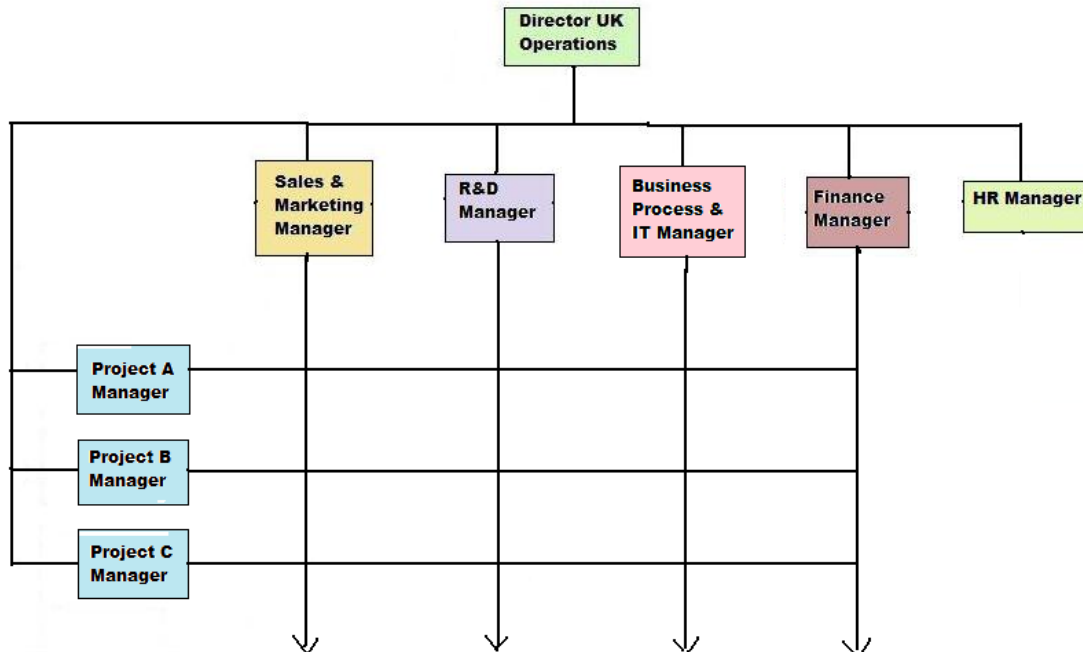 Director UK
Operations
Sales &
Marketing
Manager
R&D
Manager
Business
Process &
IT Manager
Finance
Manager
HR Manager
Project A
Manager
Project B
Manager
Project C
Manager